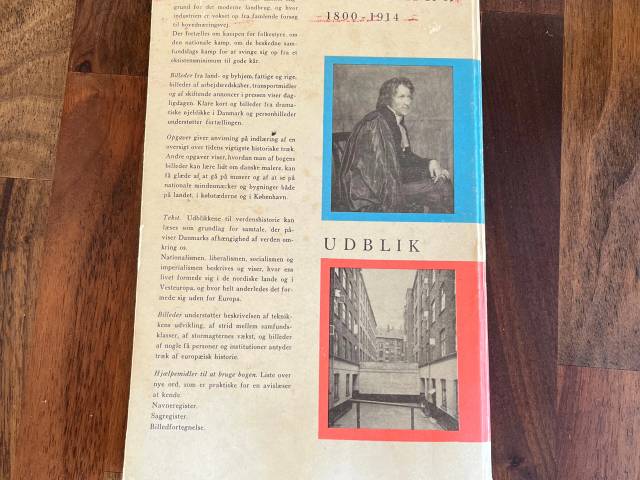 grund for det moderne landbrug, og hvor
industrien er vokset op fra famlende forsøg
til hovednæringsvej.
Der fortælles om kampen for folkestyre, om
den nationale kamp, om de beskedne sam-
fundslags kamp for at svinge sig op fra et
eksistensminimum til gode kår.
Billeder fra land- og byhjem, fattige og rige,
billeder af arbejdsredskaber, transportmidler
og af skiftende annoncer i pressen viser dag-
ligdagen. Klare kort og billeder fra drama-
tiske øjeblikke i Danmark og personbilleder
understøtter fortællingen.
Opgaver giver anvisning på indlæring af en
oversigt over tidens vigtigste historiske træk.
Andre opgaver viser, hvordan man af bogens
billeder kan lære lidt om danske malere, kan
få glæde af at gå på museer og af at se på
nationale mindesmærker og bygninger både
på landet, i købstæderne og i København.
Tekst. Udblikkene til verdenshistorie kan
læses som grundlag for samtale, der på-
viser Danmarks afhængighed af verden om-
kring os.
Nationalismen, liberalismen, socialismen og
imperialismen beskrives og viser, hvor ens
livet formede sig i de nordiske lande og i
Vesteuropa, og hvor helt anderledes det for-
mede sig uden for Europa.
Billeder understøtter beskrivelsen af teknik-
kens udvikling, af strid mellem samfunds-
klasser, af stormagternes vækst, og billeder
af nogle få personer og institutioner antyder
træk af europæisk historie.
Hjælpemidler til at bruge bogen. Liste over
nye ord, som er praktiske for en avislæser
at kende.
Navneregister.
Sagregister.
Billedfortegnelse.
1800-1914
UDBLIK